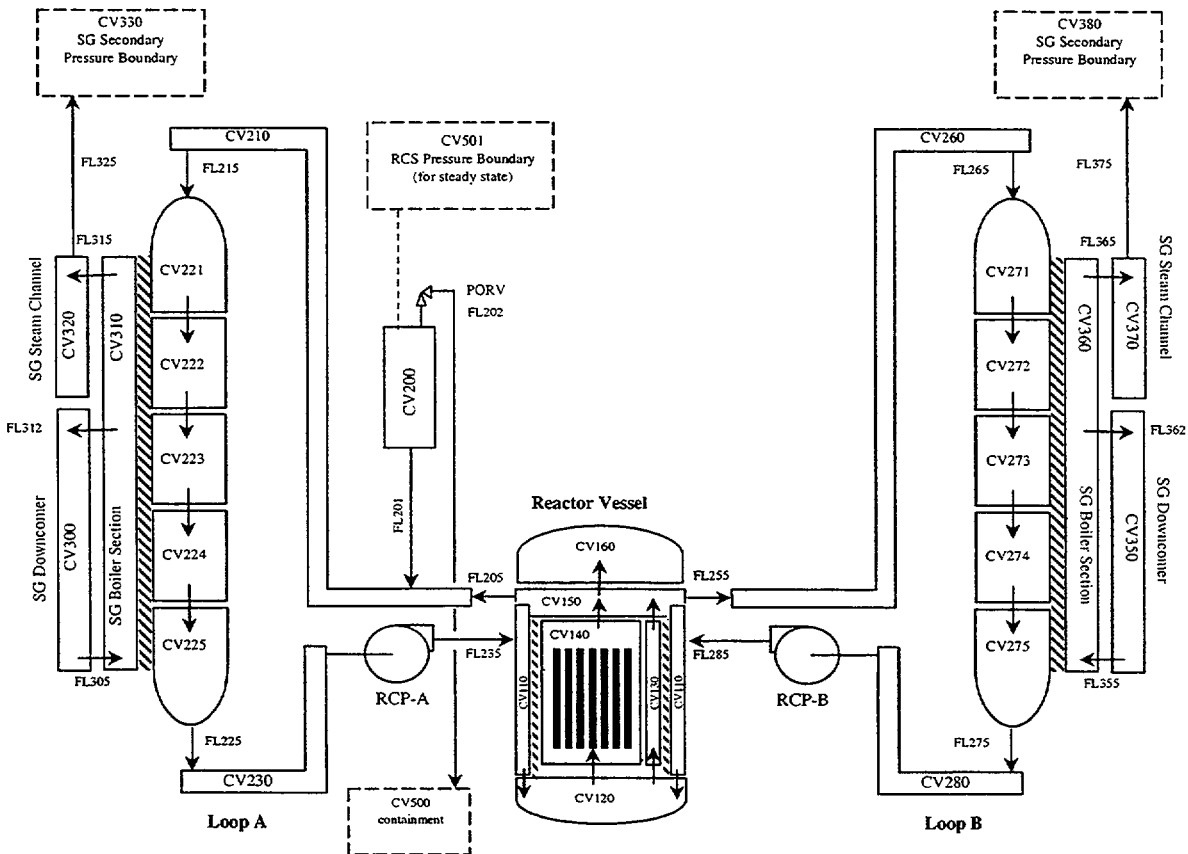 CV330
SG Secondary
Pressure Boundary
CV380
SG Secondary
Pressure Boundary
CV210
CV501
RCS Pressure Boundary
(for steady state)
CV260
FL325
FL215
FL265
FL375
FL315
FL365
CV221
CV271
SG Steam Channel
CV320
CV310
PORV
FL202
CV360
CV370
SG Steam Channel
CV222
CV200
CV272
FL312
FL362
CV223
CV273
SG Downcomer
CV300
SG Boiler Section
FL201
Reactor Vessel
SG Boiler Section
CV350
SG Downcomer
CV224
CV274
CV160
FL205
FL255
CV150
CV225
CV140
CV275
FL235
FL285
FL305
RCP-A
CV110
CV130
CV110
RCP-B
FL355
FL225
FL275
CV230
CV120
CV280
CV500
containment
Loop A
Loop B